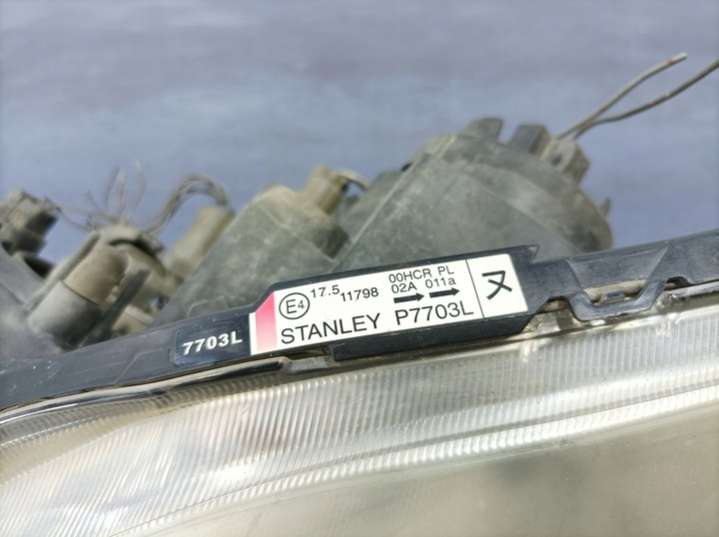 7703L
E4 17.5 11798 00HCR PL
02A 011a
STANLEY P7703L
ヌ